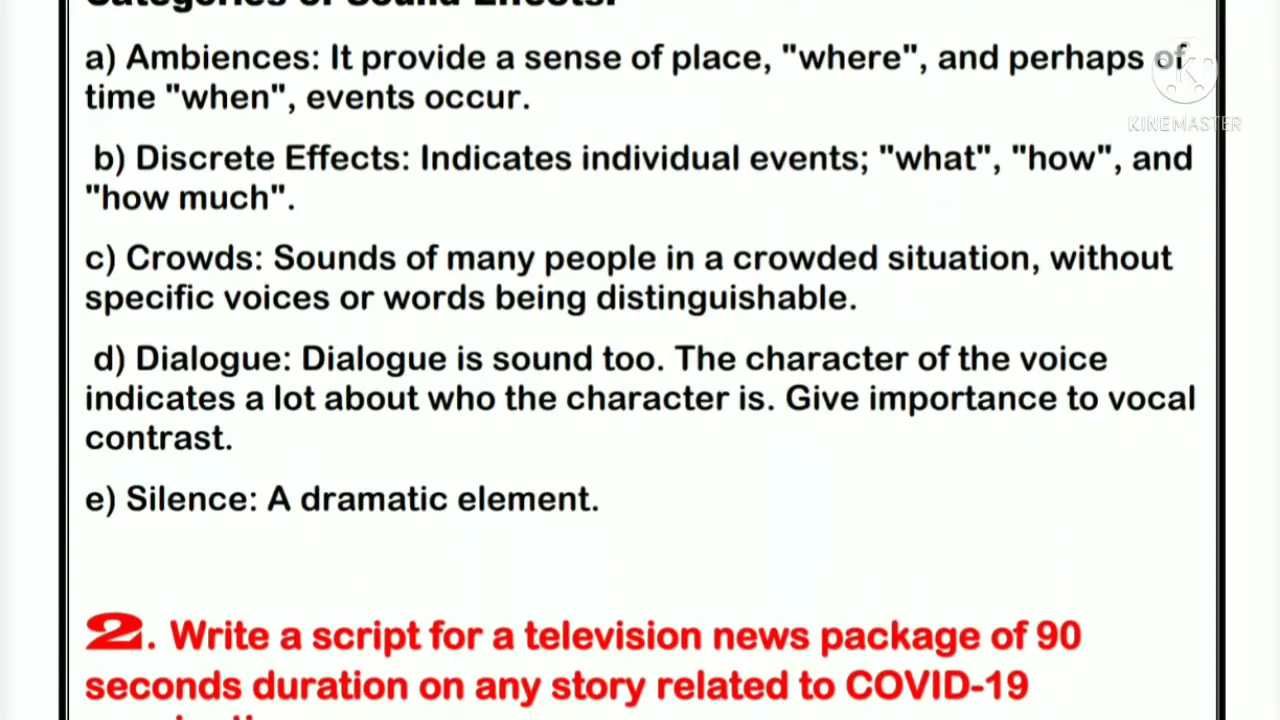 Categories of Sound Effects:
a) Ambiences: It provide a sense of place, "where", and perhaps of
time "when", events occur.
b) Discrete Effects: Indicates individual events; "what", "how", and
"how much".
c) Crowds: Sounds of many people in a crowded situation, without
specific voices or words being distinguishable.
d) Dialogue: Dialogue is sound too. The character of the voice
indicates a lot about who the character is. Give importance to vocal
contrast.
e) Silence: A dramatic element.
2. Write a script for a television news package of 90
seconds duration on any story related to COVID-19
K
KINEMASTER